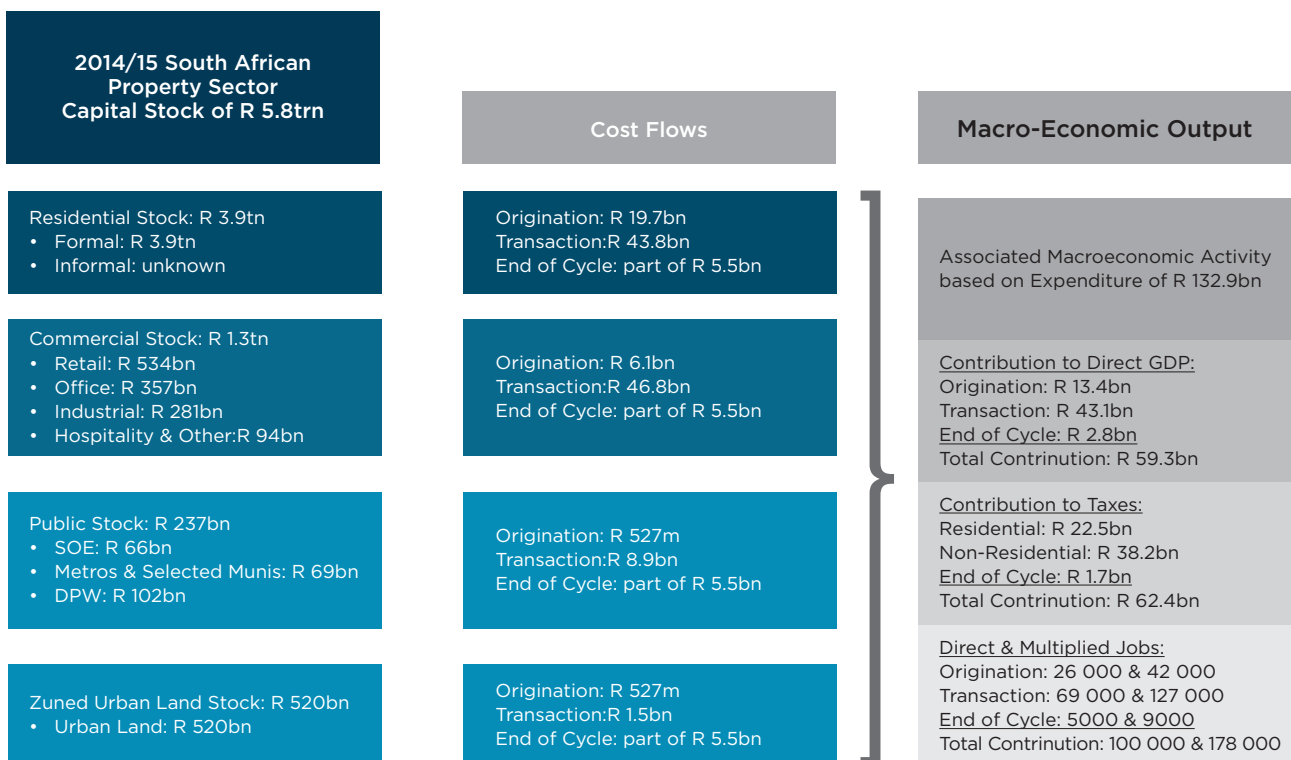 2014/15 South African
Property Sector
Capital Stock of R 5.8trn
Cost Flows
Macro-Economic Output
Residential Stock: R 3.9tn
• Formal: R 3.9tn
• Informal: unknown
Origination: R 19.7bn
Transaction:R 43.8bn
End of Cycle: part of R 5.5bn
Commercial Stock: R 1.3tn
• Retail: R 534bn
• Office: R 357bn
• Industrial: R 281bn
• Hospitality & Other:R 94bn
Origination: R 6.1bn
Transaction:R 46.8bn
End of Cycle: part of R 5.5bn
Public Stock: R 237bn
• SOE: R 66bn
• Metros & Selected Munis: R 69bn
• DPW: R 102bn
Origination: R 527m
Transaction:R 8.9bn
End of Cycle: part of R 5.5bn
Zuned Urban Land Stock: R 520bn
• Urban Land: R 520bn
Origination: R 527m
Transaction:R 1.5bn
End of Cycle: part of R 5.5bn
Associated Macroeconomic Activity
based on Expenditure of R 132.9bn
Contribution to Direct GDP:
Origination: R 13.4bn
Transaction: R 43.1bn
End of Cycle: R 2.8bn
Total Contrinution: R 59.3bn
Contribution to Taxes:
Residential: R 22.5bn
Non-Residential: R 38.2bn
End of Cycle: R 1.7bn
Total Contrinution: R 62.4bn
Direct & Multiplied Jobs:
Origination: 26 000 & 42 000
Transaction: 69 000 & 127 000
End of Cycle: 5000 & 9000
Total Contrinution: 100 000 & 178 000